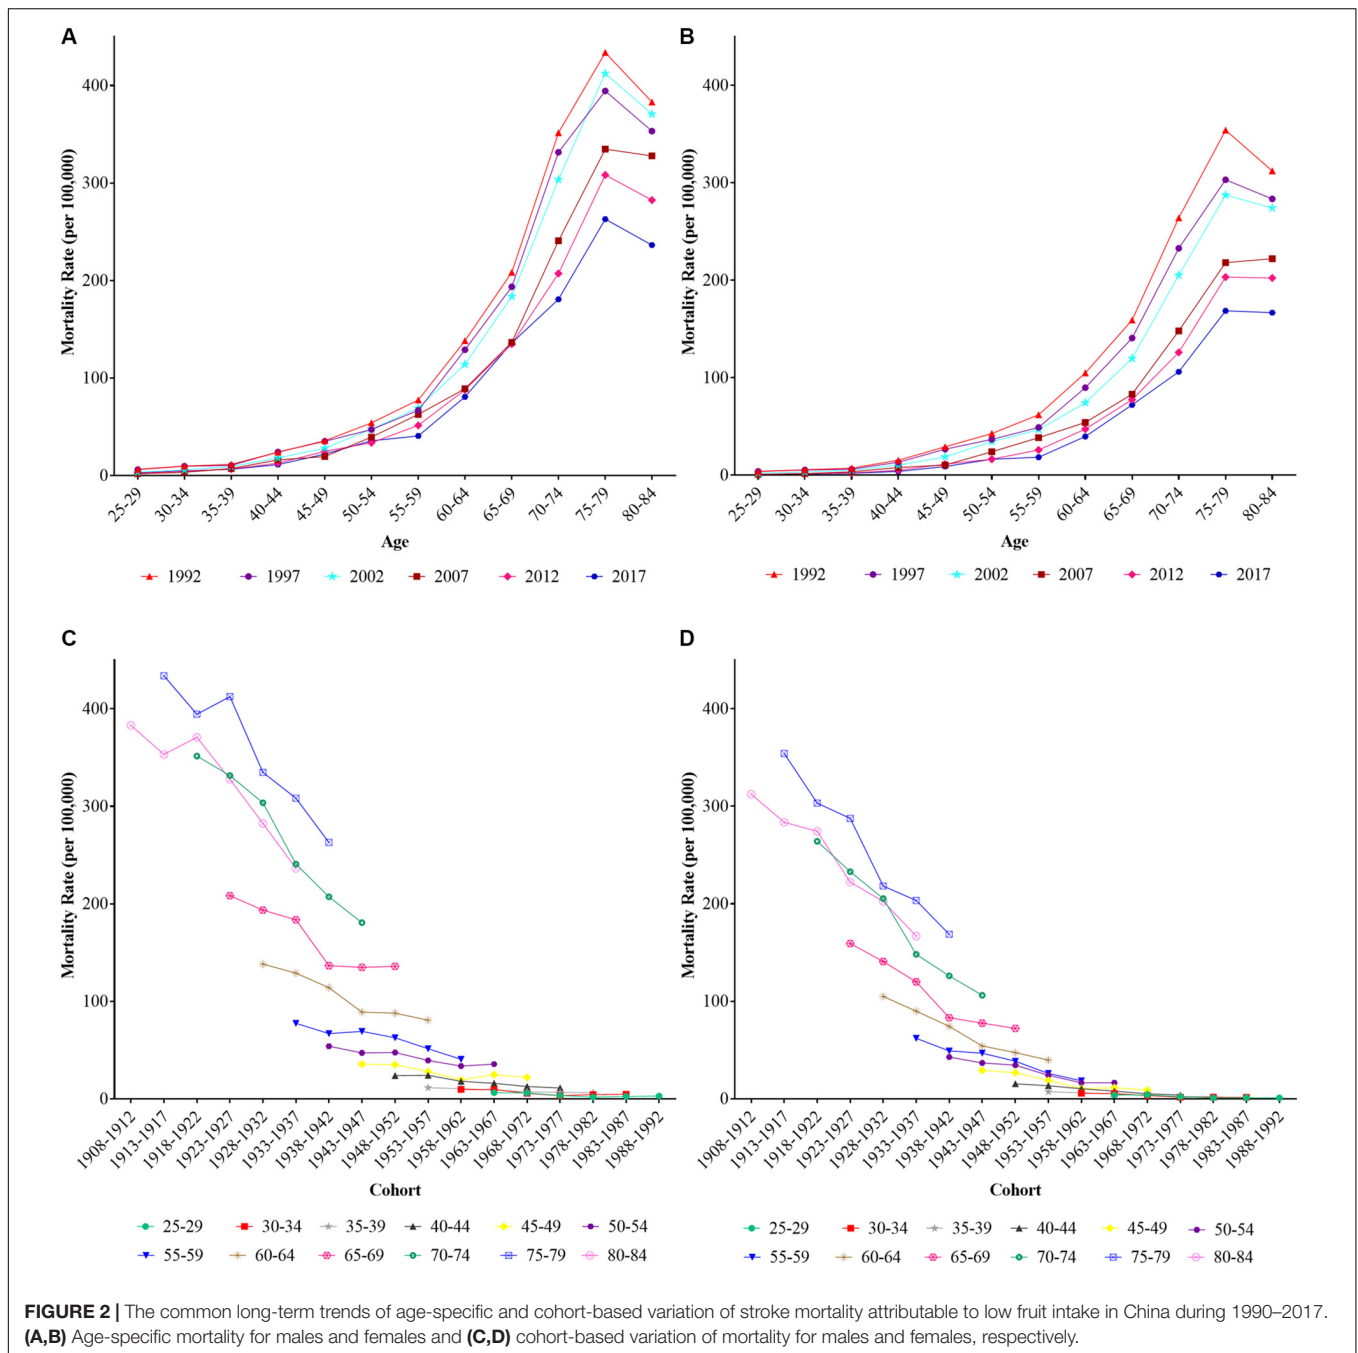 A
B
Mortality Rate (per 100,000)
400
300
200
100
0
25-29 30-34 35-39 40-44 45-49 50-54 55-59 60-64 65-69 70-74 75-79 80-84
Age
1992 1997 2002 2007 2012 2017
Mortality Rate (per 100,000)
400
300
200
100
0
25-29 30-34 35-39 40-44 45-49 50-54 55-59 60-64 65-69 70-74 75-79 80-84
Age
1992 1997 2002 2007 2012 2017
C
D
Mortality Rate (per 100,000)
400
300
200
100
0
1908-1912 1913-1917 1918-1922 1923-1927 1928-1932 1933-1937 1938-1942 1943-1947 1948-1952 1953-1957 1958-1962 1963-1967 1968-1972 1973-1977 1978-1982 1983-1987 1988-1992
Cohort
25-29 30-34 35-39 40-44 45-49 50-54
55-59 60-64 65-69 70-74 75-79 80-84
Mortality Rate (per 100,000)
400
300
200
100
0
1908-1912 1913-1917 1918-1922 1923-1927 1928-1932 1933-1937 1938-1942 1943-1947 1948-1952 1953-1957 1958-1962 1963-1967 1968-1972 1973-1977 1978-1982 1983-1987 1988-1992
Cohort
25-29 30-34 35-39 40-44 45-49 50-54
55-59 60-64 65-69 70-74 75-79 80-84
FIGURE 2 | The common long-term trends of age-specific and cohort-based variation of stroke mortality attributable to low fruit intake in China during 1990–2017.
(A,B) Age-specific mortality for males and females and (C,D) cohort-based variation of mortality for males and females, respectively.